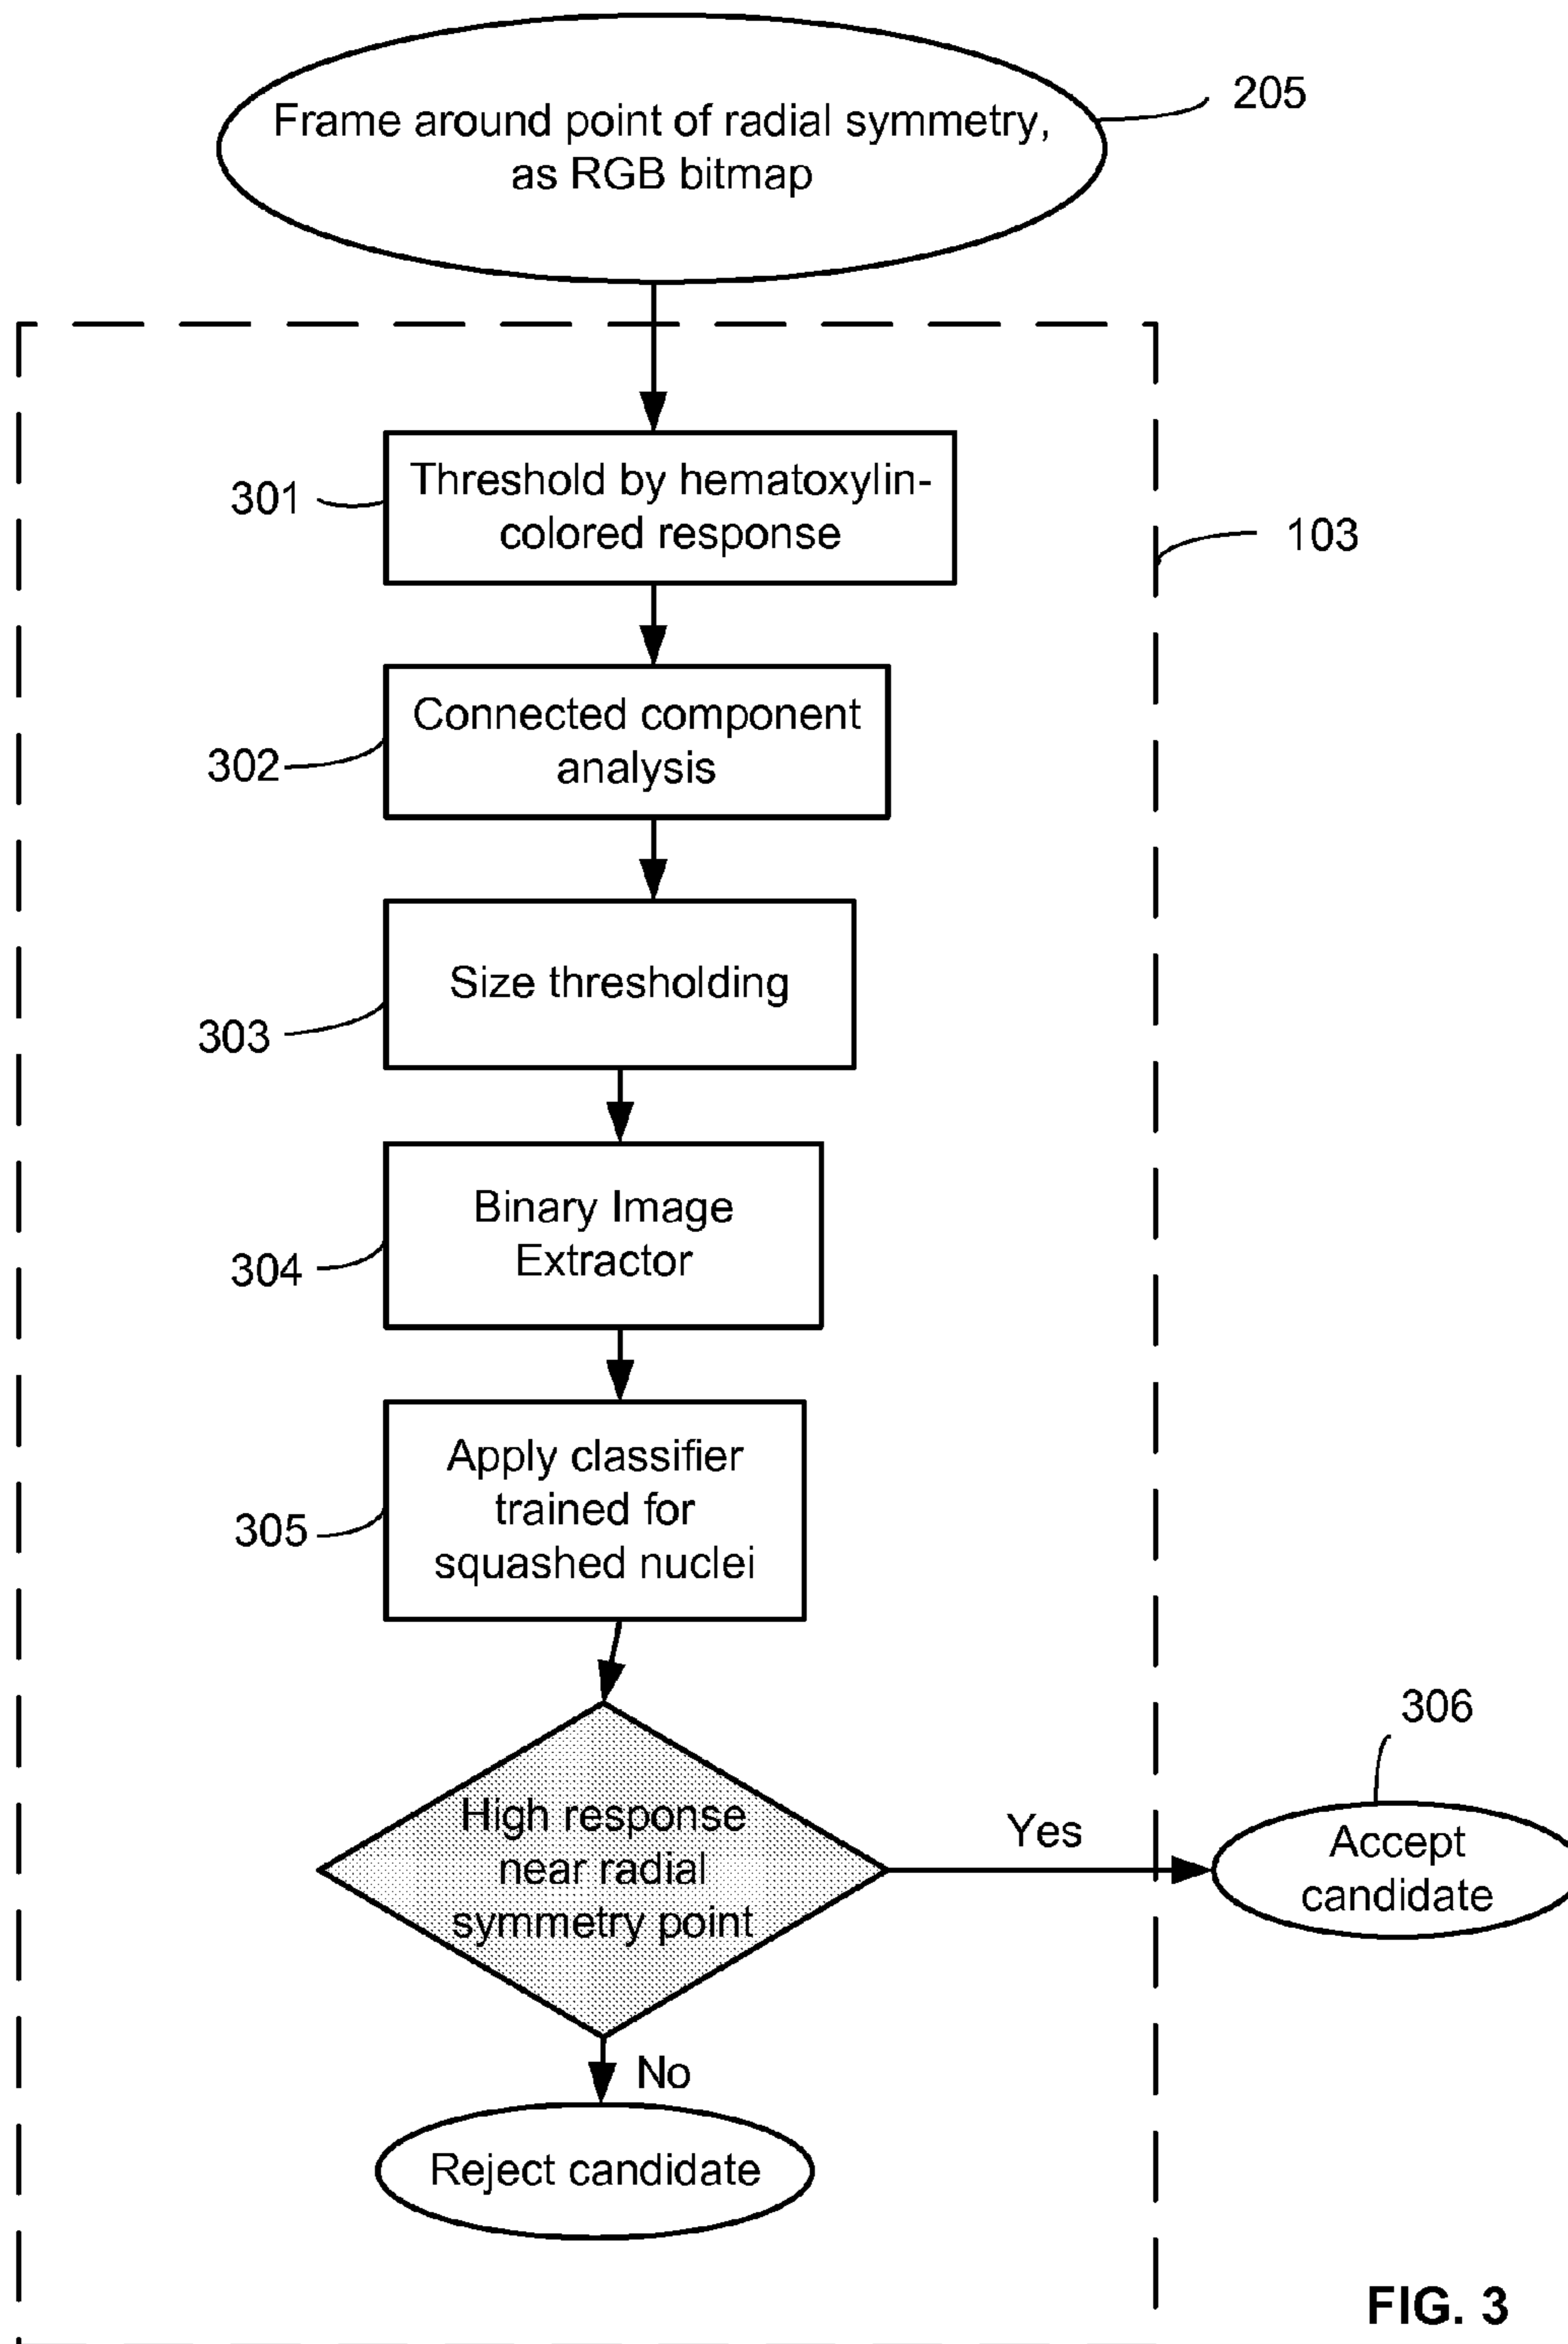 Frame around point of radial symmetry,
as RGB bitmap
205
301
Threshold by hematoxylin-
colored response
103
302
Connected component
analysis
303
Size thresholding
304
Binary Image
Extractor
305
Apply classifier
trained for
squashed nuclei
306
High response
near radial
symmetry point
Yes
Accept
candidate
No
Reject candidate
FIG. 3